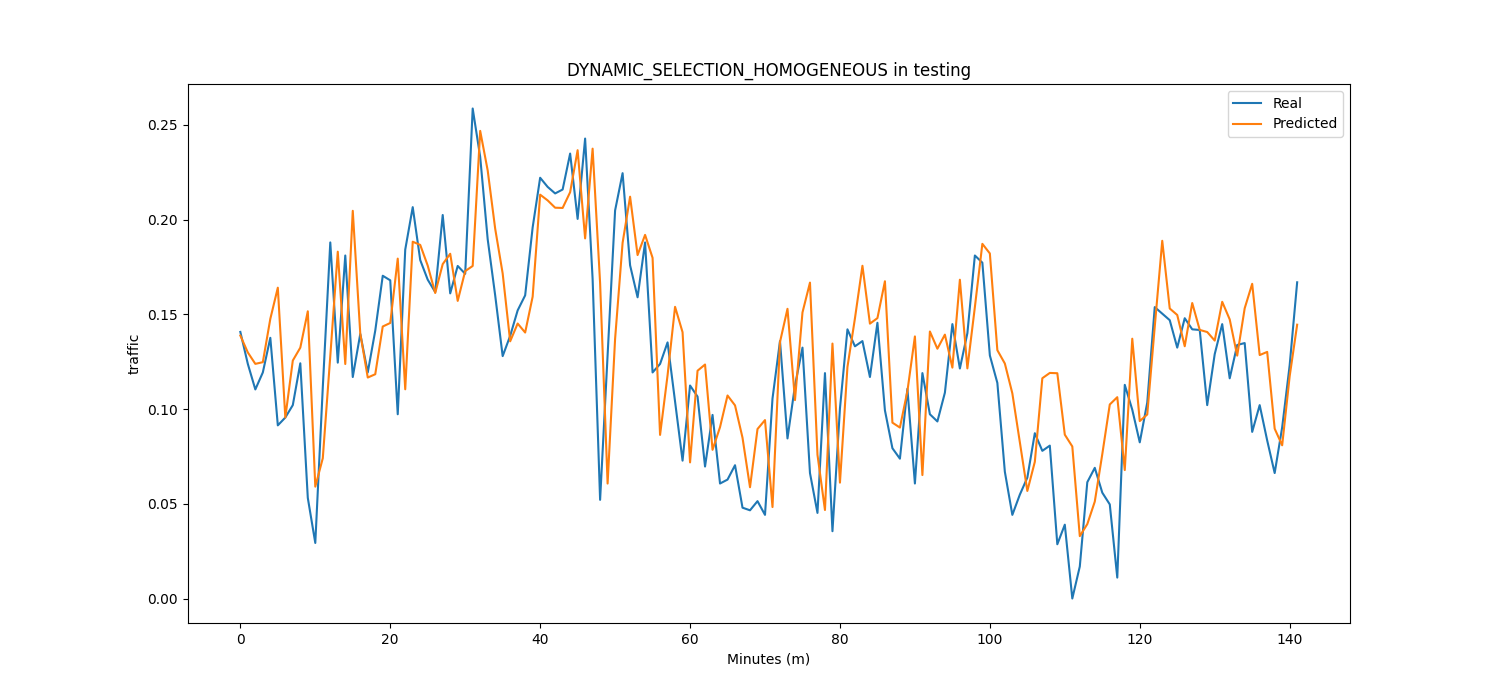 DYNAMIC_SELECTION_HOMOGENEOUS in testing
Real
Predicted
traffic
0.25
0.20
0.15
0.10
0.05
0.00
0 20 40 60 80 100 120 140
Minutes (m)